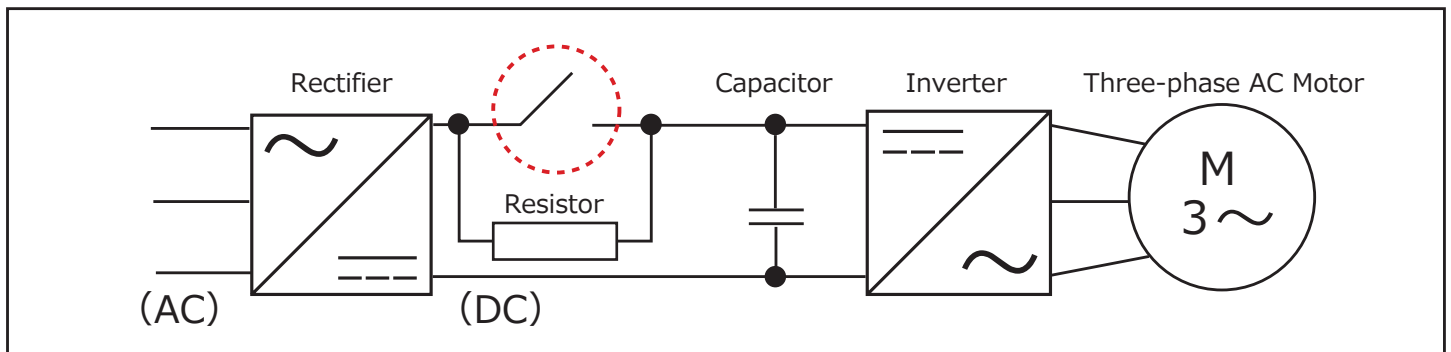 Rectifier
Capacitor
Inverter
Three-phase AC Motor
Resistor
M
3~
(AC)
(DC)